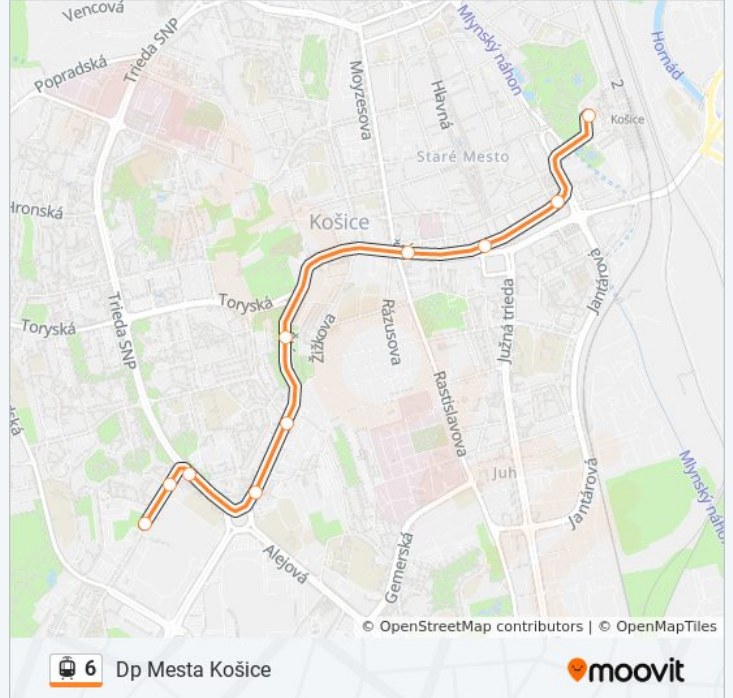 Vencová
Trieda SNP
Popradská
Moyzesova
Hlavná
Mlynský náhon
Hornád
2
Košice
Staré Mesto
Hronská
Košice
Jantárová
Trieda SNP
Toryská
Toryská
Žižkova
Rázusova
Južná trieda
Rastislavova
Juh
Mlynský náho
Jantárová
Alejová
Gemerská
© OpenStreetMap contributors | © OpenMapTiles
6 Dp Mesta Košice
moovit